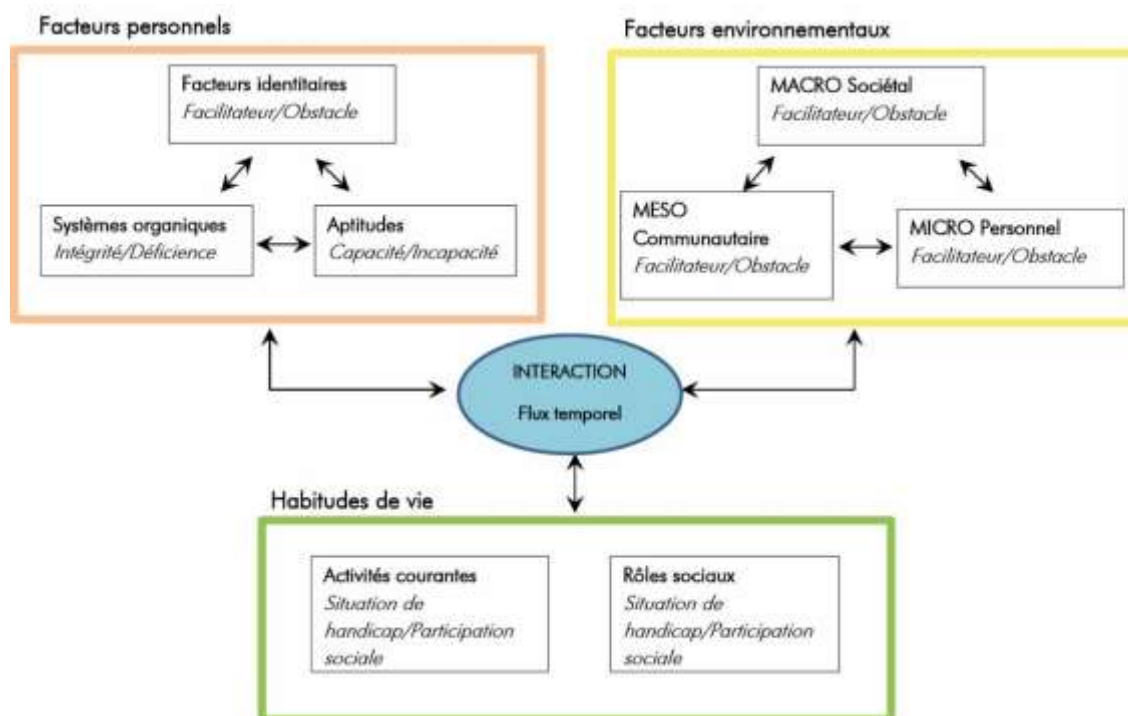 Facteurs personnels
Facteurs identitaires
Facilitateur/Obstacle
Systèmes organiques
Intégrité/Déficience
Aptitudes
Capacité/Incapacité
Facteurs environnementaux
MACRO Sociétal
Facilitateur/Obstacle
MESO
Communautaire
Facilitateur/Obstacle
MICRO Personnel
Facilitateur/Obstacle
INTERACTION
Flux temporel
Habitudes de vie
Activités courantes
Situation de
handicap/Participation
sociale
Rôles sociaux
Situation de
handicap/Participation
sociale